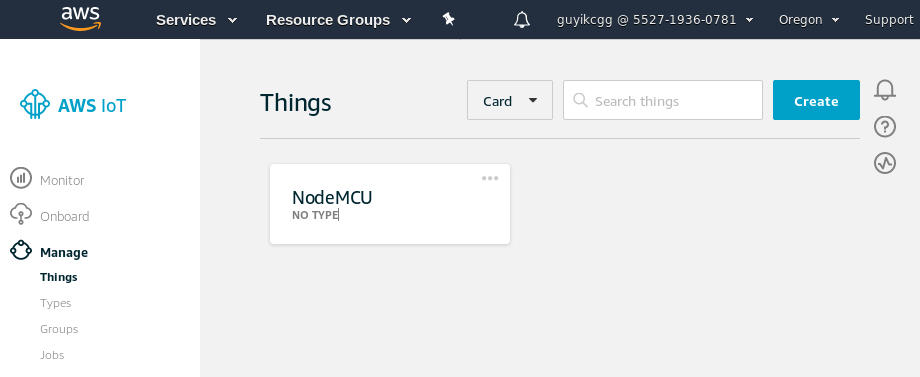 aws Services Resource Groups guyikcgg @ 5527-1936-0781 Oregon Support
AWS IoT
Monitor
Onboard
Manage
Things
Types
Groups
Jobs
Things Card Search things Create
NodeMCU
NO TYPE